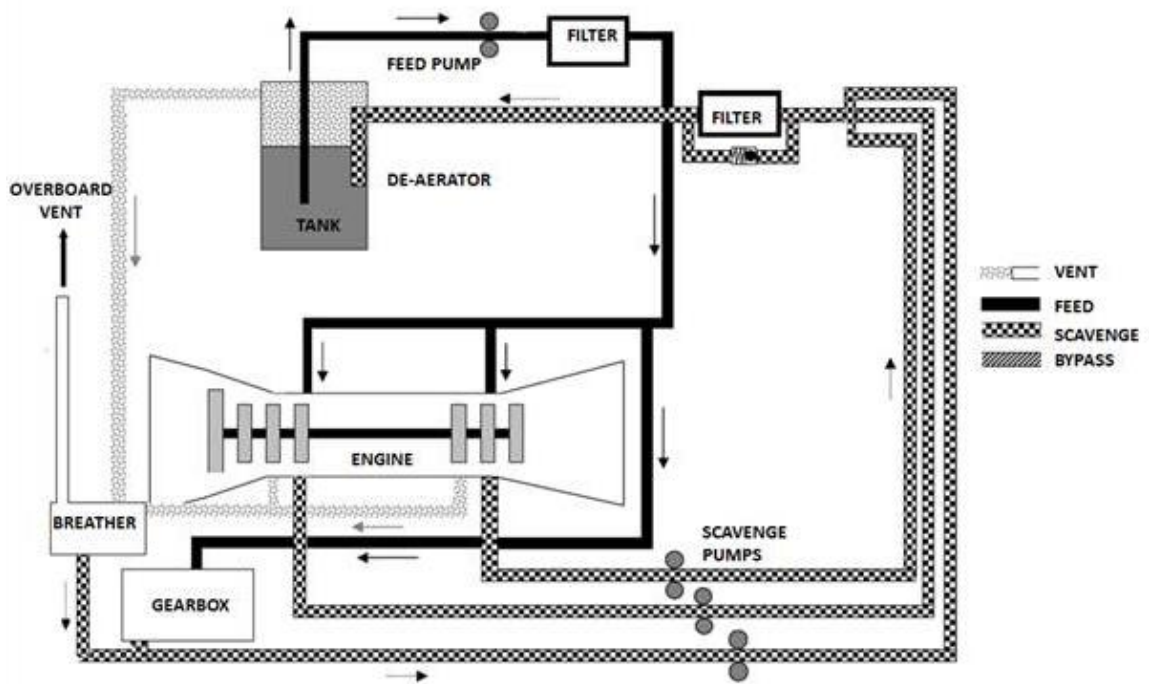 FILTER
FEED PUMP
FILTER
DE-AERATOR
OVERBOARD
VENT
TANK
VENT
FEED
SCAVENGE
BYPASS
ENGINE
BREATHER
SCAVENGE
PUMPS
GEARBOX